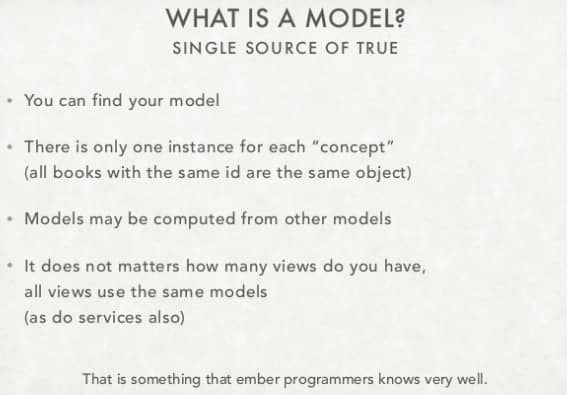 WHAT IS A MODEL?
SINGLE SOURCE OF TRUE
• You can find your model
• There is only one instance for each “concept”
(all books with the same id are the same object)
• Models may be computed from other models
• It does not matters how many views do you have,
all views use the same models
(as do services also)
That is something that ember programmers knows very well.